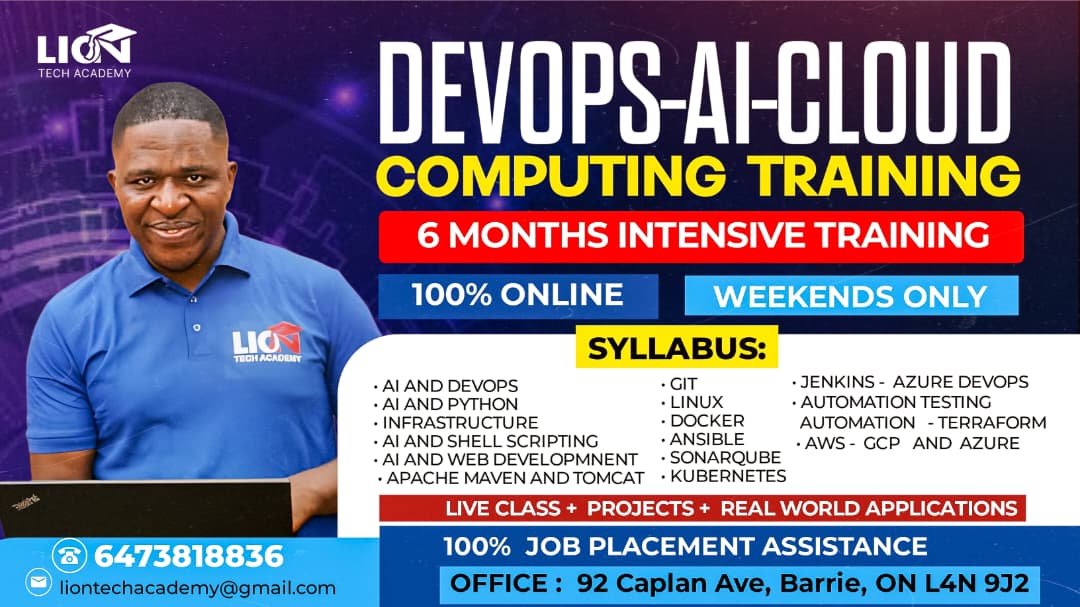 LION
TECH ACADEMY
DEVOPS-AI-CLOUD
COMPUTING TRAINING
6 MONTHS INTENSIVE TRAINING
100% ONLINE
WEEKENDS ONLY
LION
TECH ACADEMY
SYLLABUS:
• AI AND DEVOPS
• AI AND PYTHON
• INFRASTRUCTURE
• AI AND SHELL SCRIPTING
• AI AND WEB DEVELOPMNENT
• APACHE MAVEN AND TOMCAT
• GIT
• LINUX
• DOCKER
• ANSIBLE
• SONARQUBE
• KUBERNETES
• JENKINS - AZURE DEVOPS
• AUTOMATION TESTING
AUTOMATION - TERRAFORM
• AWS - GCP AND AZURE
LIVE CLASS + PROJECTS + REAL WORLD APPLICATIONS
100% JOB PLACEMENT ASSISTANCE
OFFICE : 92 Caplan Ave, Barrie, ON L4N 9J2
6473818836
liontechacademy@gmail.com